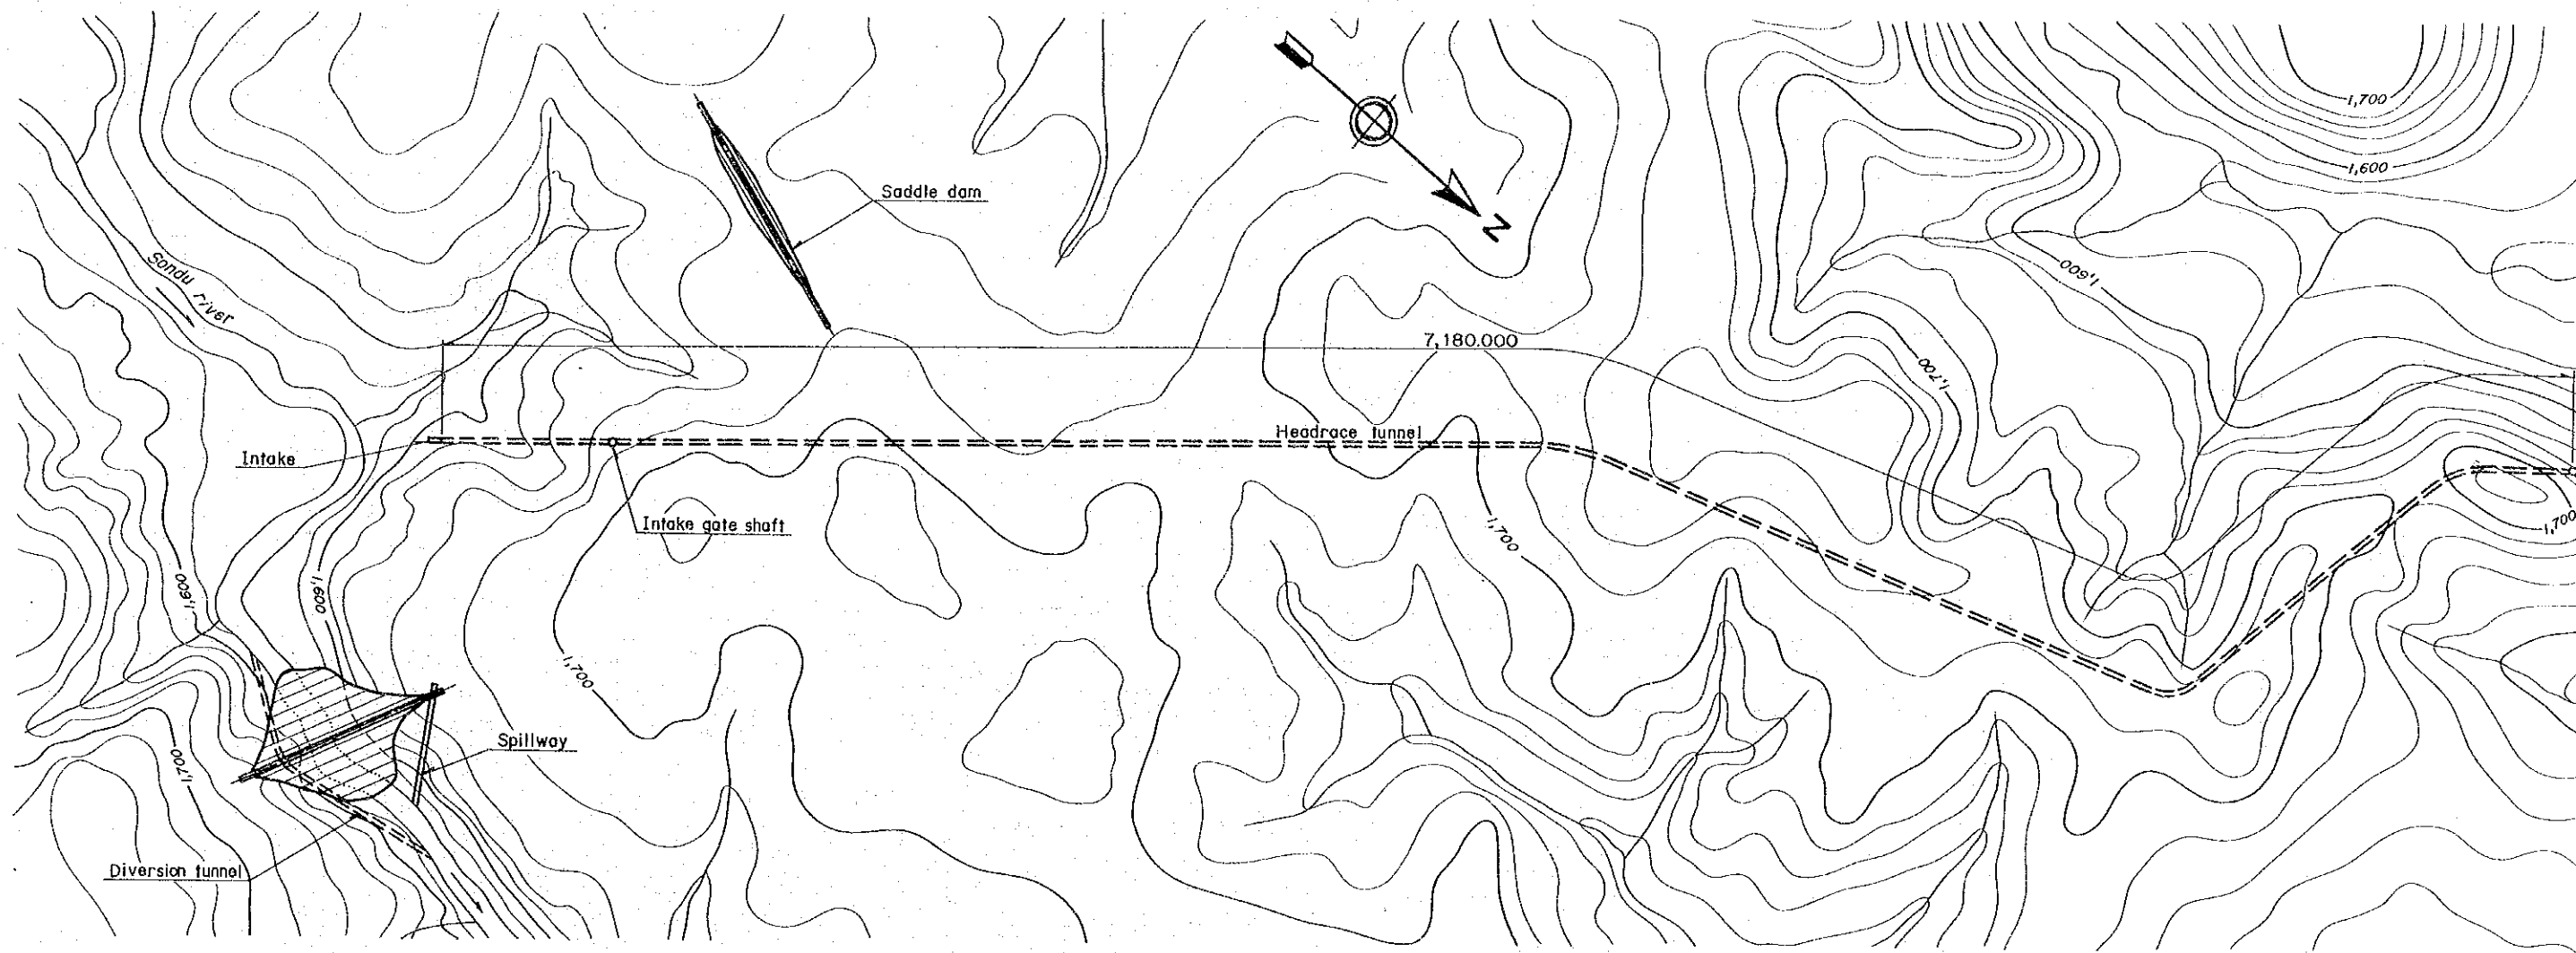 1,700
1,600
Saddle dam
N
Sondu river
1,600
7,180.000
1,700
Headrace tunnel
Intake
Intake gate shaft
1,700
1,700
1,600
1,600
1,700
Spillway
1,700
Diversion tunnel